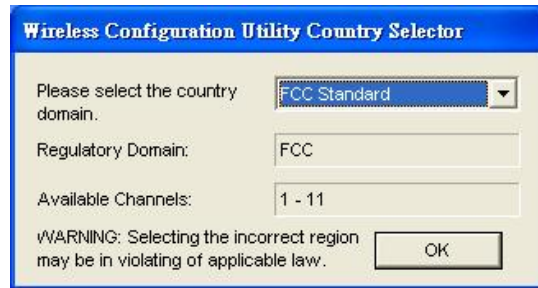 Wireless Configuration Utility Country Selector
Please select the country
domain.
FCC Standard
Regulatory Domain:
FCC
Available Channels:
1 - 11
WARNING: Selecting the incorrect region
may be in violating of applicable law.
OK